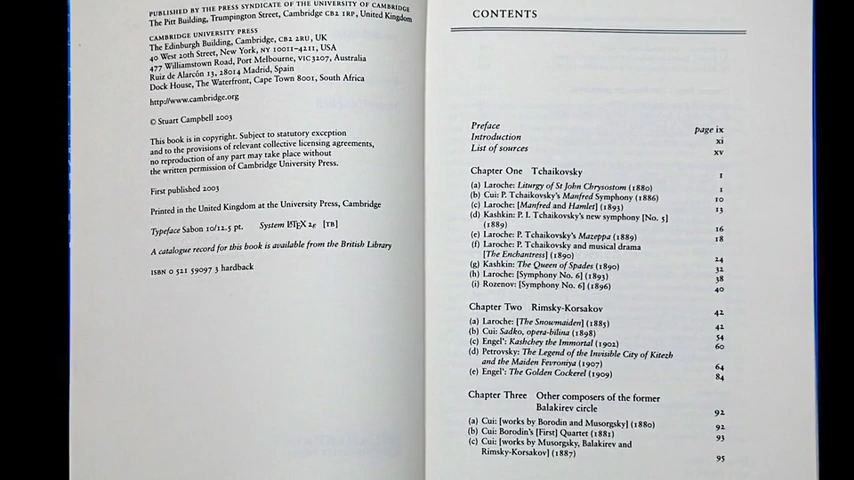 PUBLISHED BY THE PRESS SYNDICATE OF THE UNIVERSITY OF CAMBRIDGE
The Pitt Building, Trumpington Street, Cambridge CB2 1RP, United Kingdom
CAMBRIDGE UNIVERSITY PRESS
The Edinburgh Building, Cambridge, CB2 2RU, UK
40 West 20th Street, New York, NY 10011–4211, USA
477 Williamstown Road, Port Melbourne, VIC 3207, Australia
Ruiz de Alarcón 13, 28014 Madrid, Spain
Dock House, The Waterfront, Cape Town 8001, South Africa
http://www.cambridge.org
© Stuart Campbell 2003
This book is in copyright. Subject to statutory exception
and to the provisions of relevant collective licensing agreements,
no reproduction of any part may take place without
the written permission of Cambridge University Press.
First published 2003
Printed in the United Kingdom at the University Press, Cambridge
Typeface Sabon 10/12.5 pt. System LATEX 2ε [TB]
A catalogue record for this book is available from the British Library
ISBN 0 521 59097 3 hardback
CONTENTS
Preface page ix
Introduction xi
List of sources xv
Chapter One Tchaikovsky 1
(a) Laroche: Liturgy of St John Chrysostom (1880) 1
(b) Cui: P. Tchaikovsky's Manfred Symphony (1886) 10
(c) Laroche: [Manfred and Hamlet] (1893) 13
(d) Kashkin: P. I. Tchaikovsky's new symphony [No. 5]
(1889) 16
(e) Laroche: P. Tchaikovsky's Mazeppa (1889) 18
(f) Laroche: P. Tchaikovsky and musical drama
[The Enchantress] (1890) 24
(g) Kashkin: The Queen of Spades (1890) 32
(h) Laroche: [Symphony No. 6] (1893) 38
(i) Rozenov: [Symphony No. 6] (1896) 40
Chapter Two Rimsky-Korsakov 42
(a) Laroche: [The Snowmaiden] (1885) 42
(b) Cui: Sadko, opera-bïlina (1898) 54
(c) Engel': Kashchey the Immortal (1902) 60
(d) Petrovsky: The Legend of the Invisible City of Kitezh
and the Maiden Fevroniya (1907) 64
(e) Engel': The Golden Cockerel (1909) 84
Chapter Three Other composers of the former
Balakirev circle 92
(a) Cui: [works by Borodin and Musorgsky] (1880) 92
(b) Cui: Borodin's [First] Quartet (1881) 93
(c) Cui: [works by Musorgsky, Balakirev and
Rimsky-Korsakov] (1887) 95